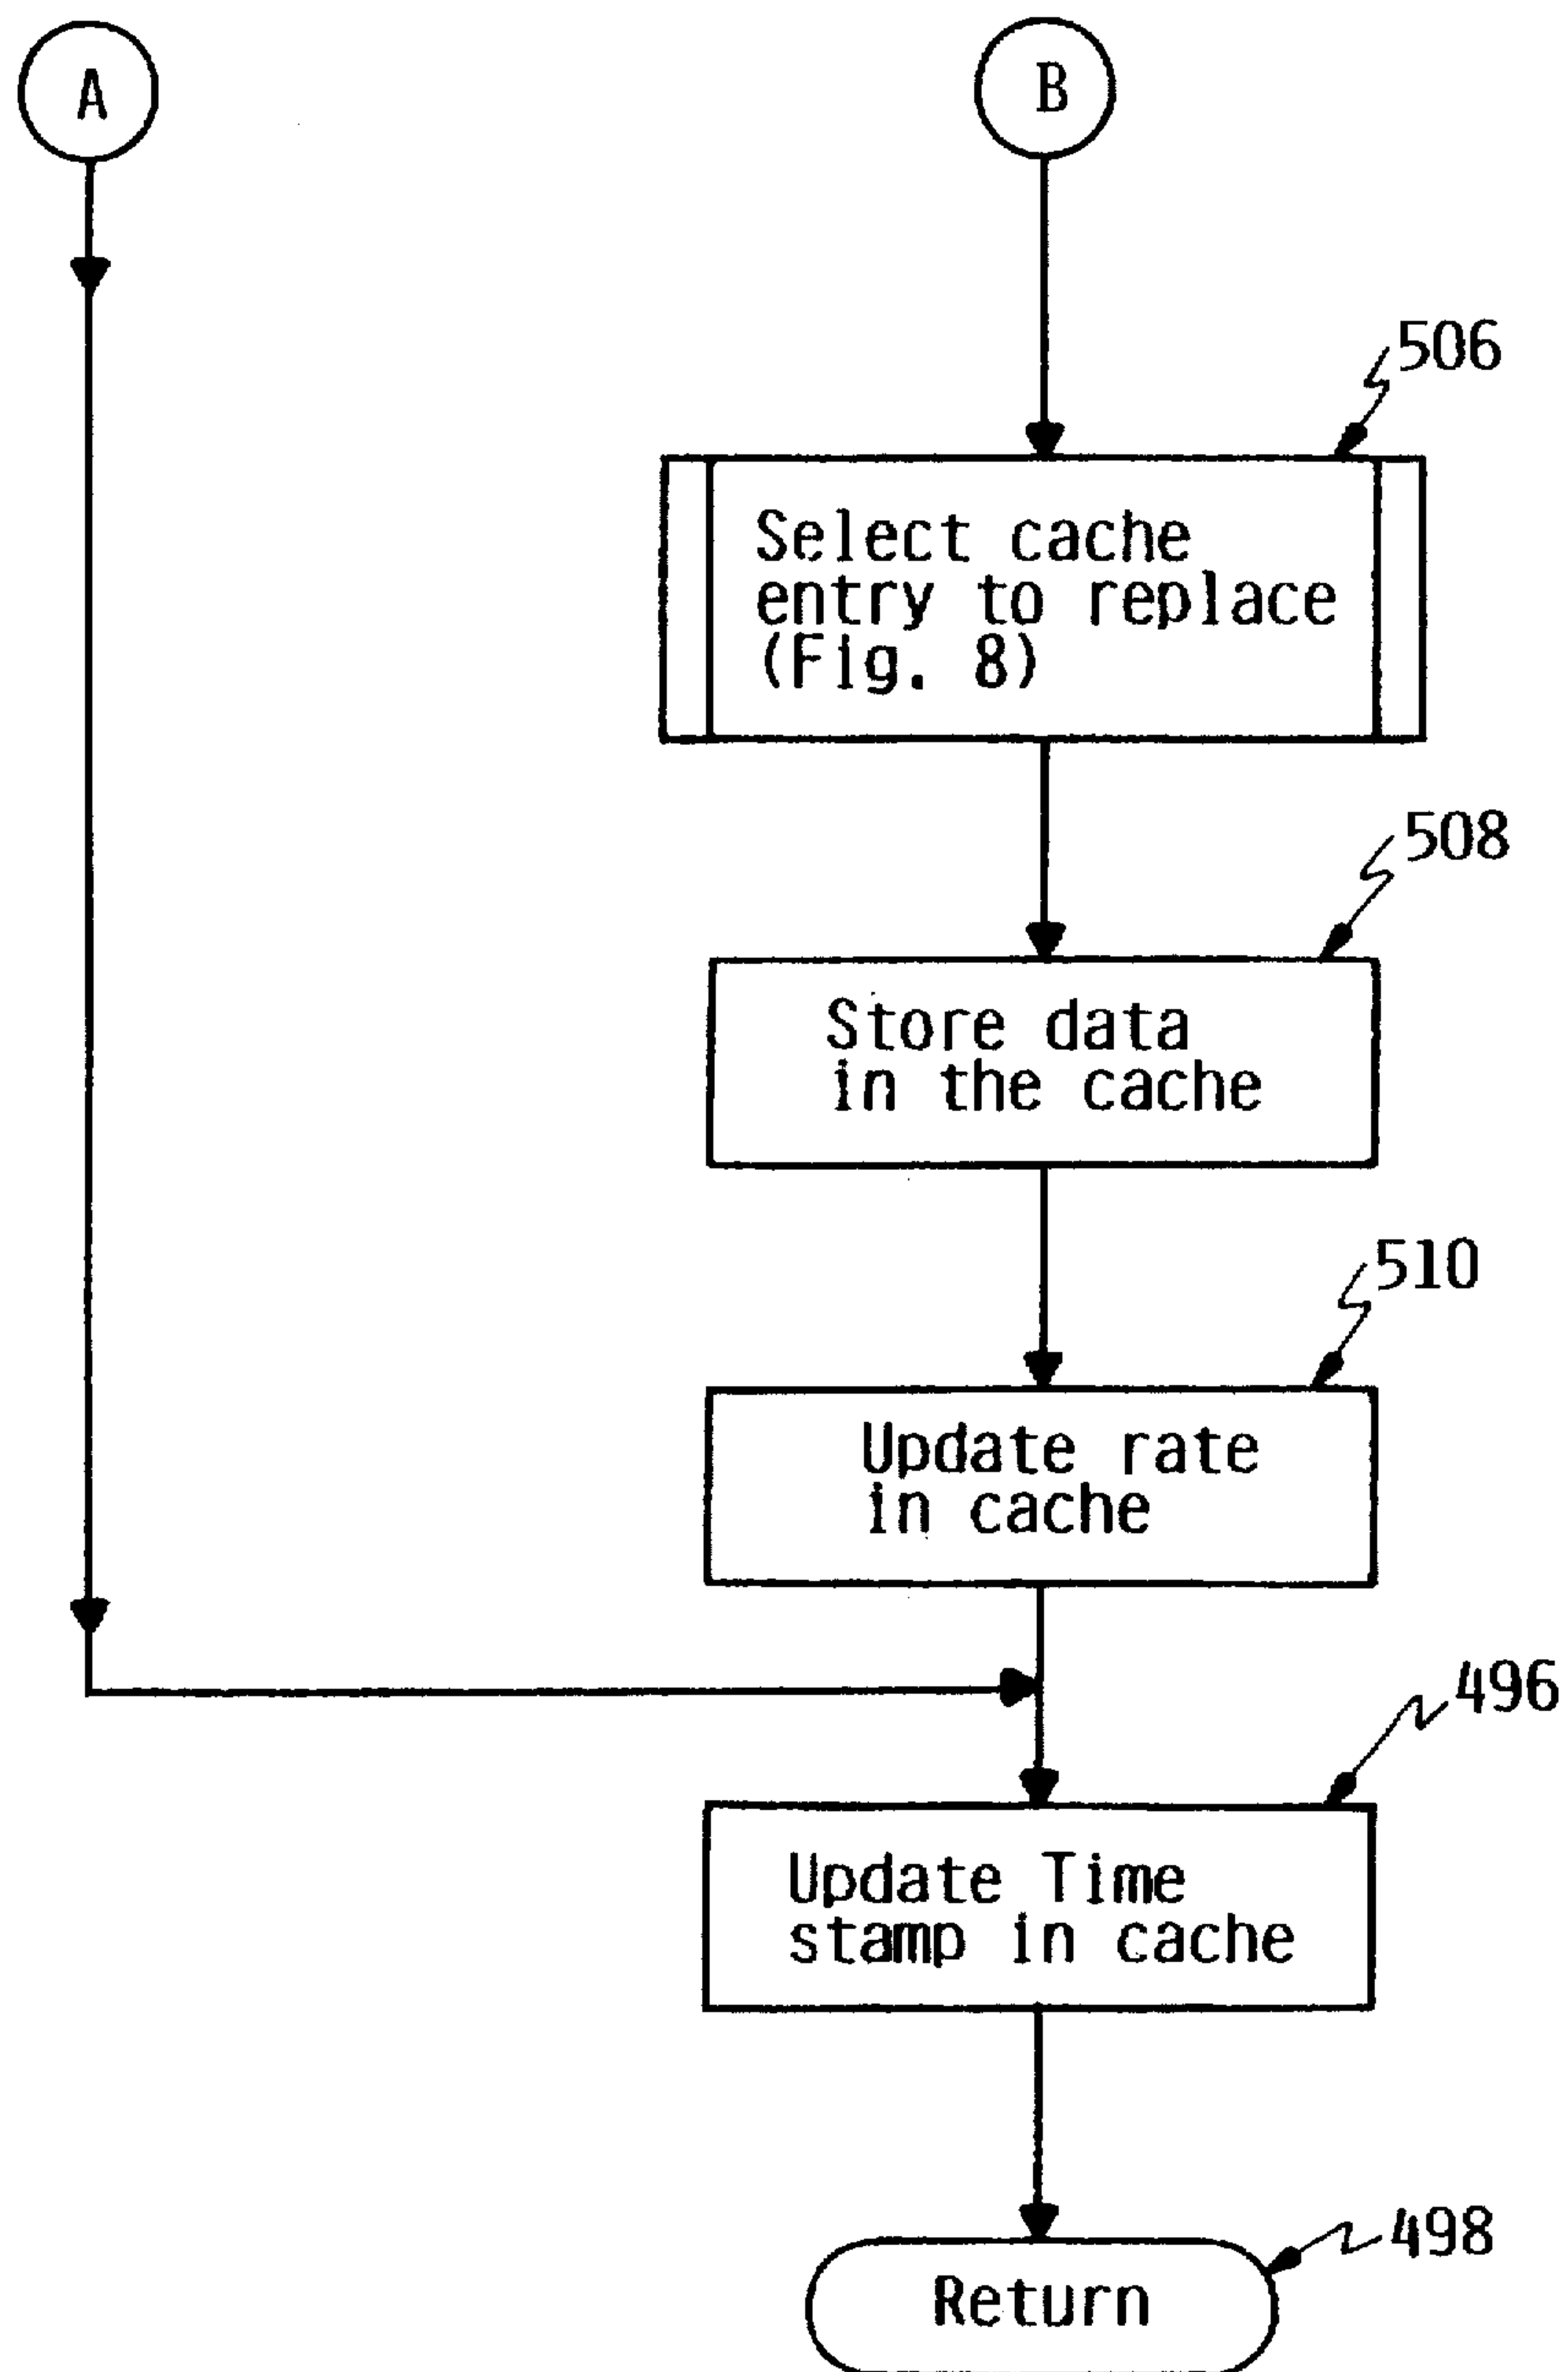 A
B
506
Select cache
entry to replace
(Fig. 8)
508
Store data
in the cache
510
Update rate
in cache
496
Update Time
stamp in cache
498
Return